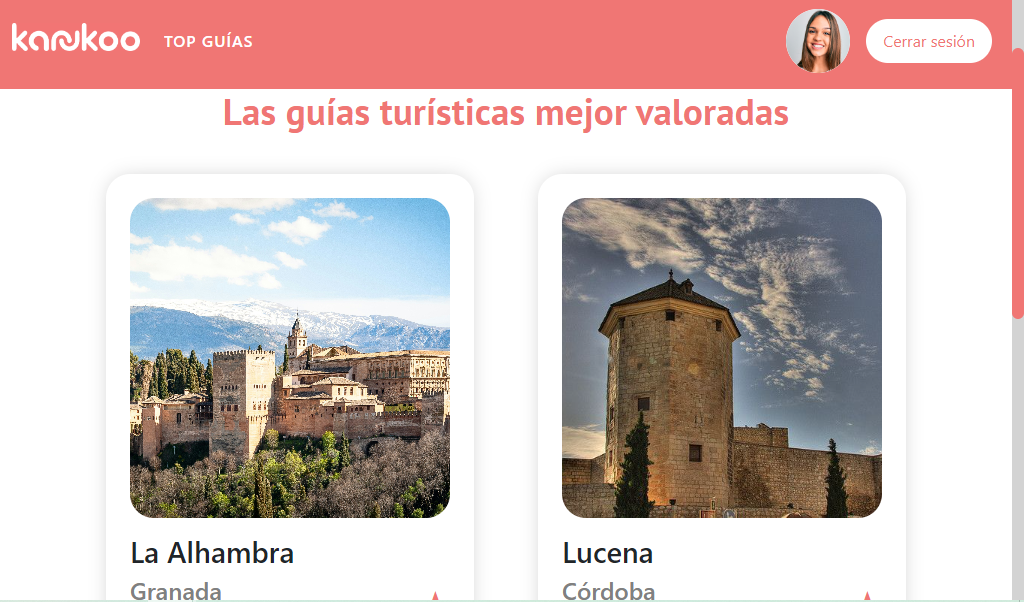 kanukoo
TOP GUÍAS
Cerrar sesión
Las guías turísticas mejor valoradas
La Alhambra
Lucena
Granada
Córdoba